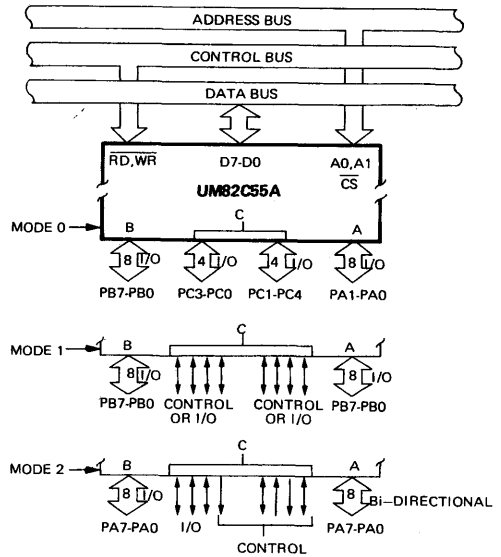 ADDRESS BUS
CONTROL BUS
DATA BUS
RD,WR D7-D0 A0,A1
CS
UM82C55A
C
MODE 0 B A
8 I/O 4 I/O 4 I/O 8 I/O
PB7-PB0 PC3-PC0 PC1-PC4 PA1-PA0
C
MODE 1 B A
8 I/O 8 I/O
PB7-PB0 CONTROL OR I/O CONTROL OR I/O PB7-PB0
C
MODE 2 B A
8 I/O 8 Bi-DIRECTIONAL
PA7-PA0 I/O PA7-PA0
CONTROL